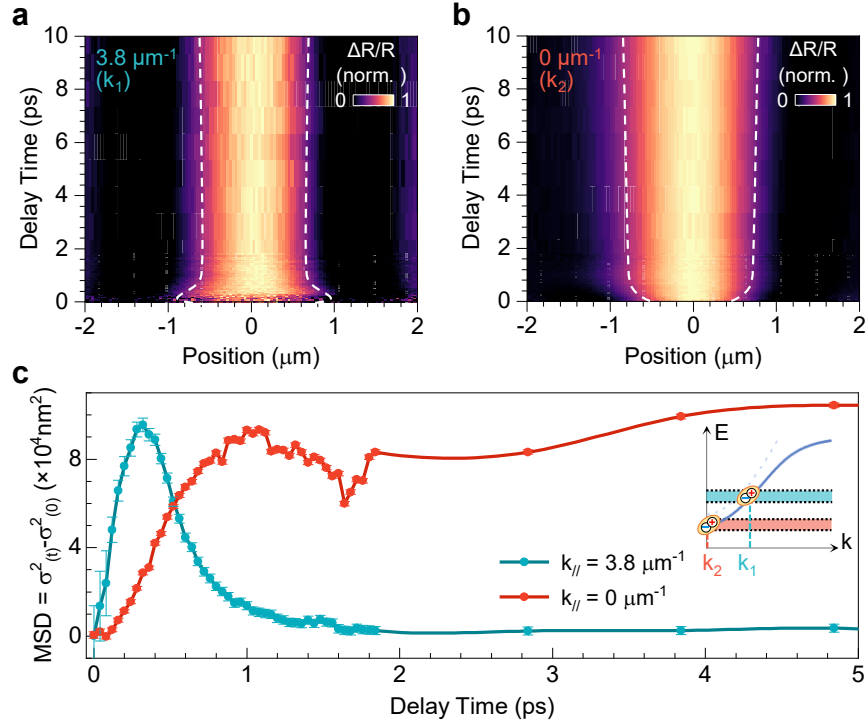 a
3.8 μm⁻¹
(k₁)
ΔR/R
(norm. )
0 1
10
8
6
4
2
0
Delay Time (ps)
-2 -1 0 1 2
Position (μm)
b
0 μm⁻¹
(k₂)
ΔR/R
(norm. )
0 1
10
8
6
4
2
0
Delay Time (ps)
-2 -1 0 1 2
Position (μm)
c
MSD = σ²(t)-σ²(0) (×10⁴nm²)
8
4
0
E
k
k₂ k₁
k// = 3.8 μm⁻¹
k// = 0 μm⁻¹
0 1 2 3 4 5
Delay Time (ps)